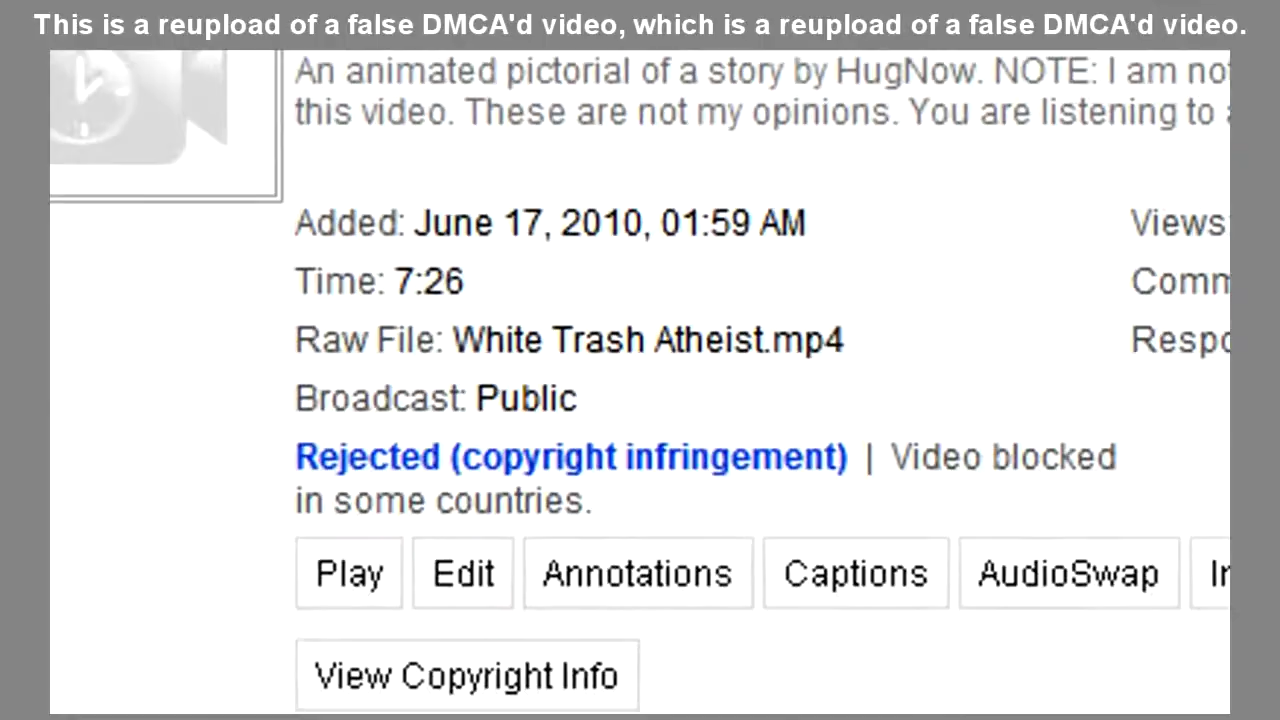 This is a reupload of a false DMCA'd video, which is a reupload of a false DMCA'd video.
An animated pictorial of a story by HugNow. NOTE: I am not
this video. These are not my opinions. You are listening to
Added: June 17, 2010, 01:59 AM
Views
Time: 7:26
Raw File: White Trash Atheist.mp4
Broadcast: Public
Rejected (copyright infringement) | Video blocked
in some countries.
Play Edit Annotations Captions AudioSwap
View Copyright Info